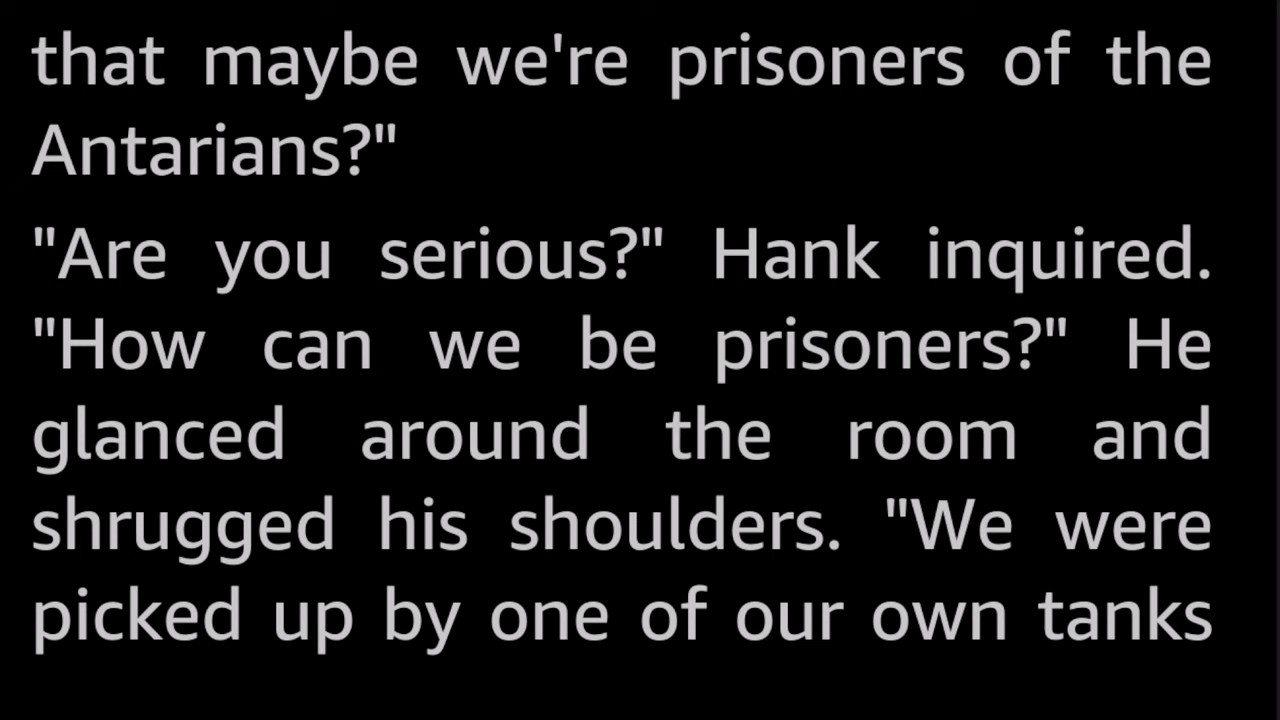 that maybe we're prisoners of the
Antarians?"
"Are you serious?" Hank inquired.
"How can we be prisoners?" He
glanced around the room and
shrugged his shoulders. "We were
picked up by one of our own tanks